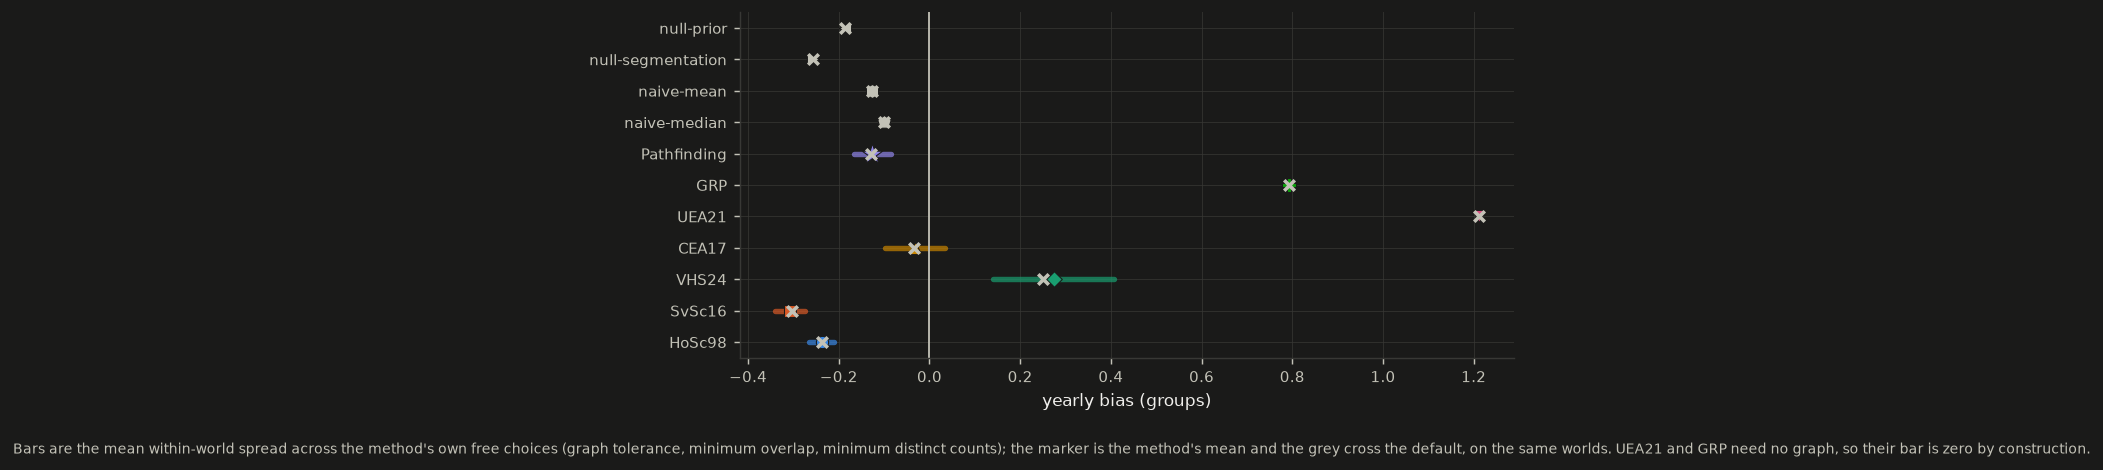 null-prior
null-segmentation
naive-mean
naive-median
Pathfinding
GRP
UEA21
CEA17
VHS24
SvSc16
HoSc98
−0.4 −0.2 0.0 0.2 0.4 0.6 0.8 1.0 1.2
yearly bias (groups)
Bars are the mean within-world spread across the method's own free choices (graph tolerance, minimum overlap, minimum distinct counts); the marker is the method's mean and the grey cross the default, on the same worlds. UEA21 and GRP need no graph, so their bar is zero by construction.